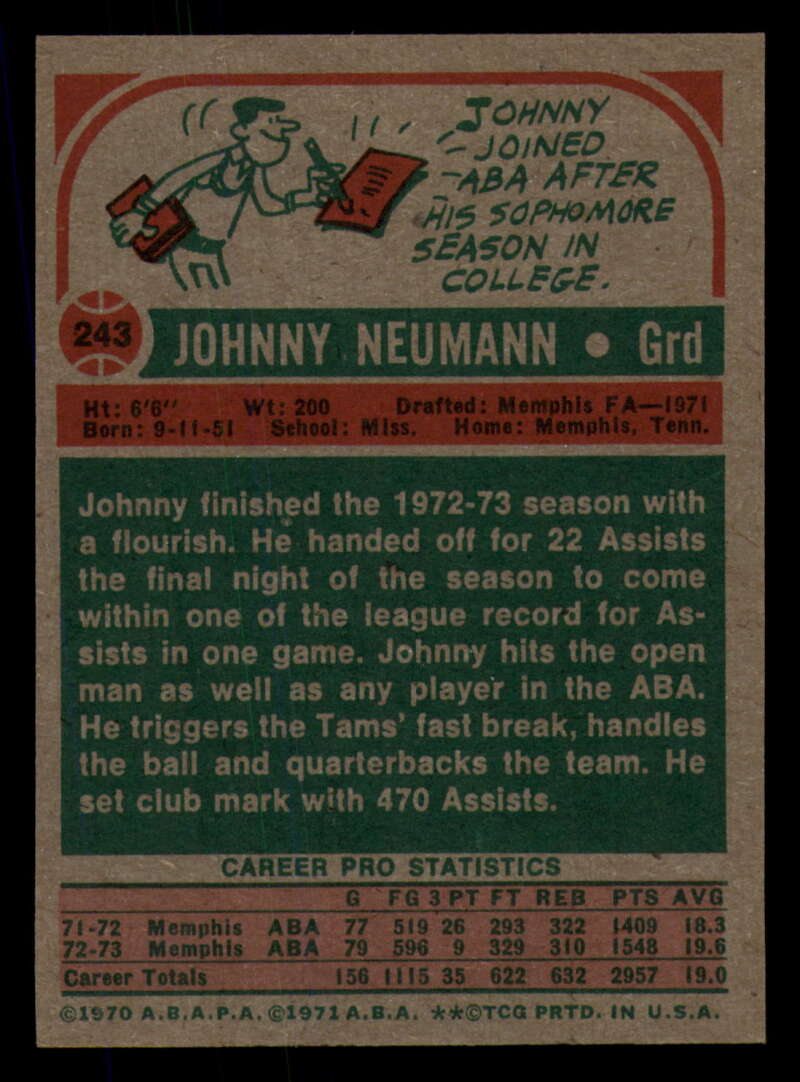 JOHNNY
JOINED
ABA AFTER
HIS SOPHOMORE
SEASON IN
COLLEGE.
243 JOHNNY NEUMANN • Grd
Ht: 6'6" Wt: 200 Drafted: Memphis FA—1971
Born: 9-11-51 School: Miss. Home: Memphis, Tenn.
Johnny finished the 1972-73 season with
a flourish. He handed off for 22 Assists
the final night of the season to come
within one of the league record for As-
sists in one game. Johnny hits the open
man as well as any player in the ABA.
He triggers the Tams' fast break, handles
the ball and quarterbacks the team. He
set club mark with 470 Assists.
CAREER PRO STATISTICS
G FG 3 PT FT REB PTS AVG
71-72 Memphis ABA 77 519 26 293 322 1409 18.3
72-73 Memphis ABA 79 596 9 329 310 1548 19.6
Career Totals 156 1115 35 622 632 2957 19.0
©1970 A.B.A.P.A. ©1971 A.B.A. **©TCG PRTD. IN U.S.A.